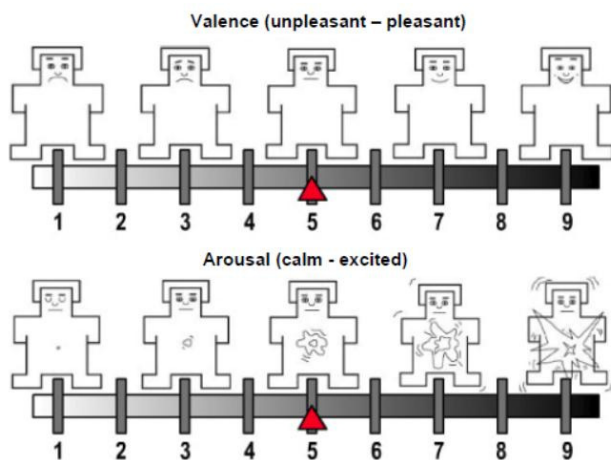 Valence (unpleasant – pleasant)
1 2 3 4 5 6 7 8 9
Arousal (calm - excited)
1 2 3 4 5 6 7 8 9